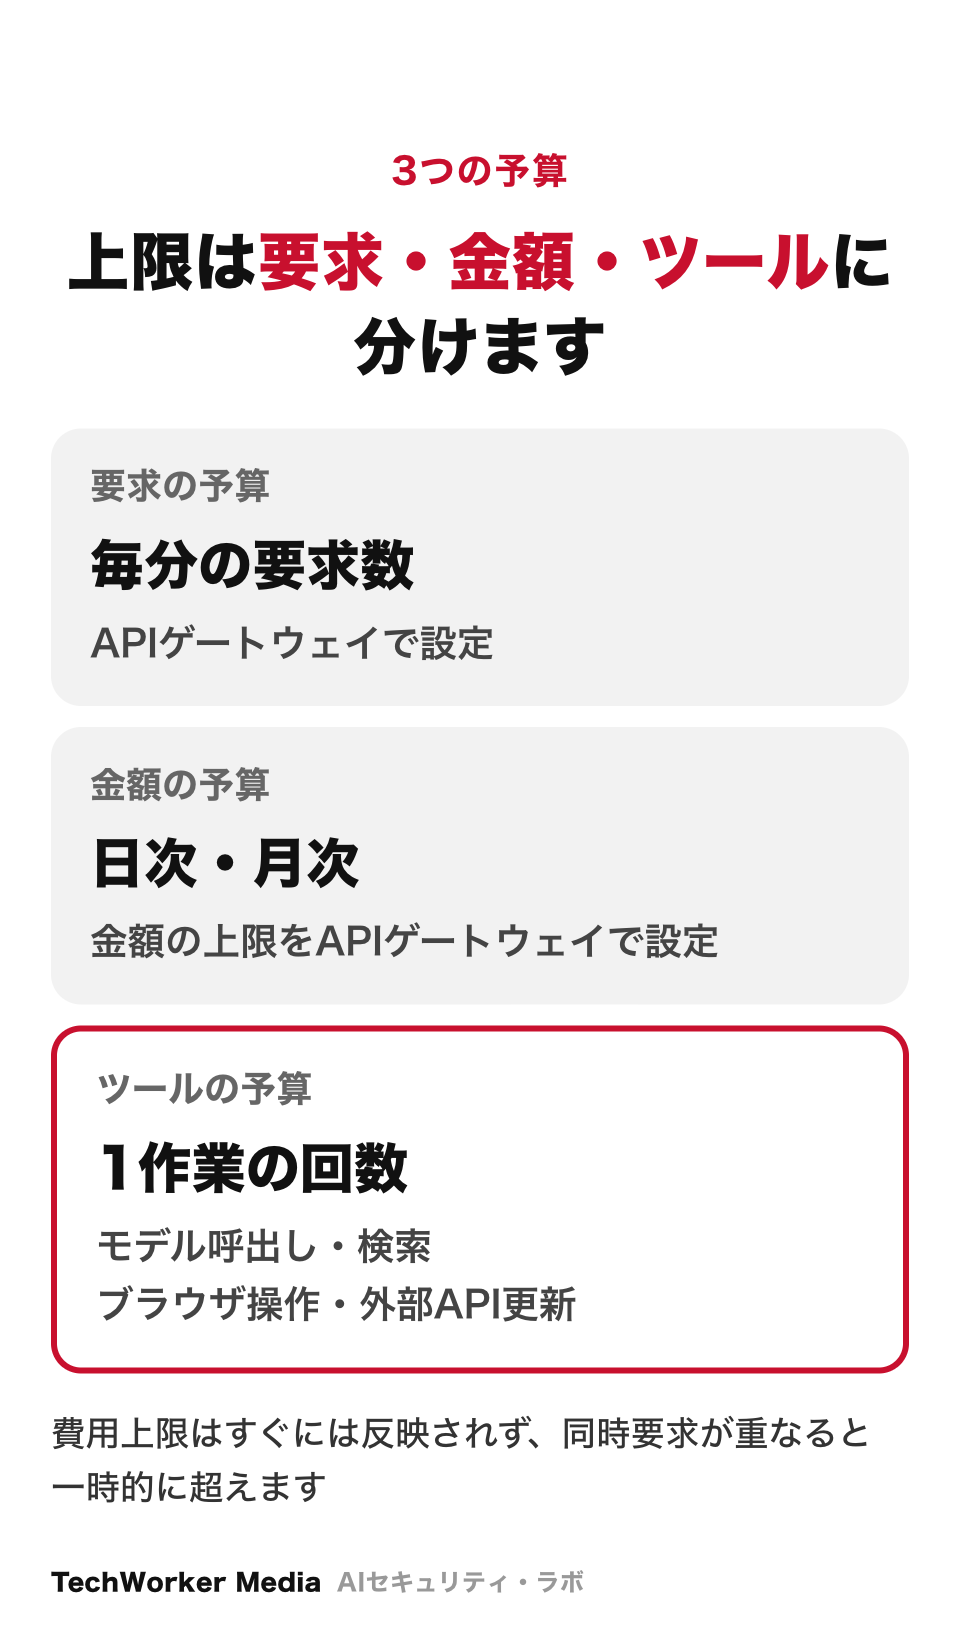 3つの予算
上限は要求・金額・ツールに
分けます
要求の予算
毎分の要求数
APIゲートウェイで設定
金額の予算
日次・月次
金額の上限をAPIゲートウェイで設定
ツールの予算
1作業の回数
モデル呼出し・検索
ブラウザ操作・外部API更新
費用上限はすぐには反映されず、同時要求が重なると
一時的に超えます
TechWorker Media AIセキュリティ・ラボ